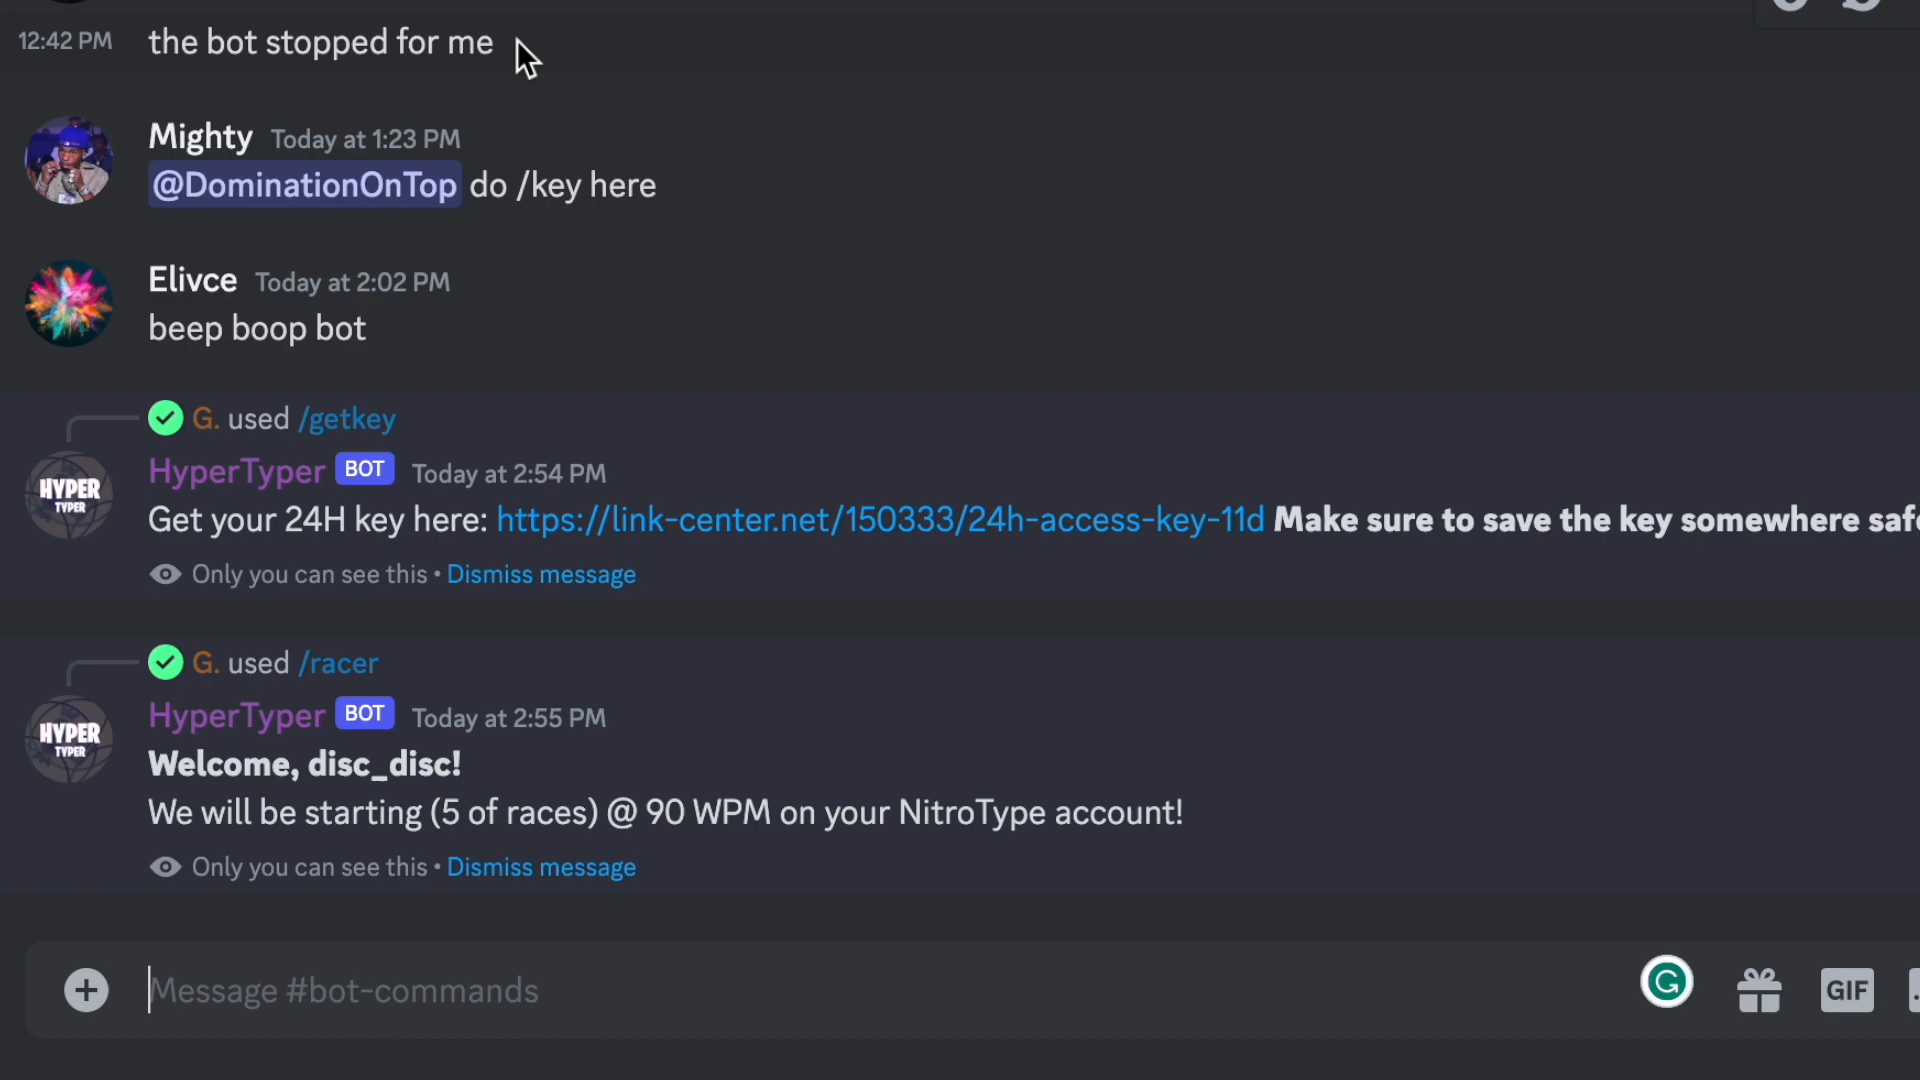 12:42 PM the bot stopped for me
Mighty Today at 1:23 PM
@DominationOnTop do /key here
Elivce Today at 2:02 PM
beep boop bot
G. used /getkey
HYPER TYPER
HyperTyper BOT Today at 2:54 PM
Get your 24H key here: https://link-center.net/150333/24h-access-key-11d Make sure to save the key somewhere safe
Only you can see this • Dismiss message
G. used /racer
HYPER TYPER
HyperTyper BOT Today at 2:55 PM
Welcome, disc_disc!
We will be starting (5 of races) @ 90 WPM on your NitroType account!
Only you can see this • Dismiss message
Message #bot-commands
GIF